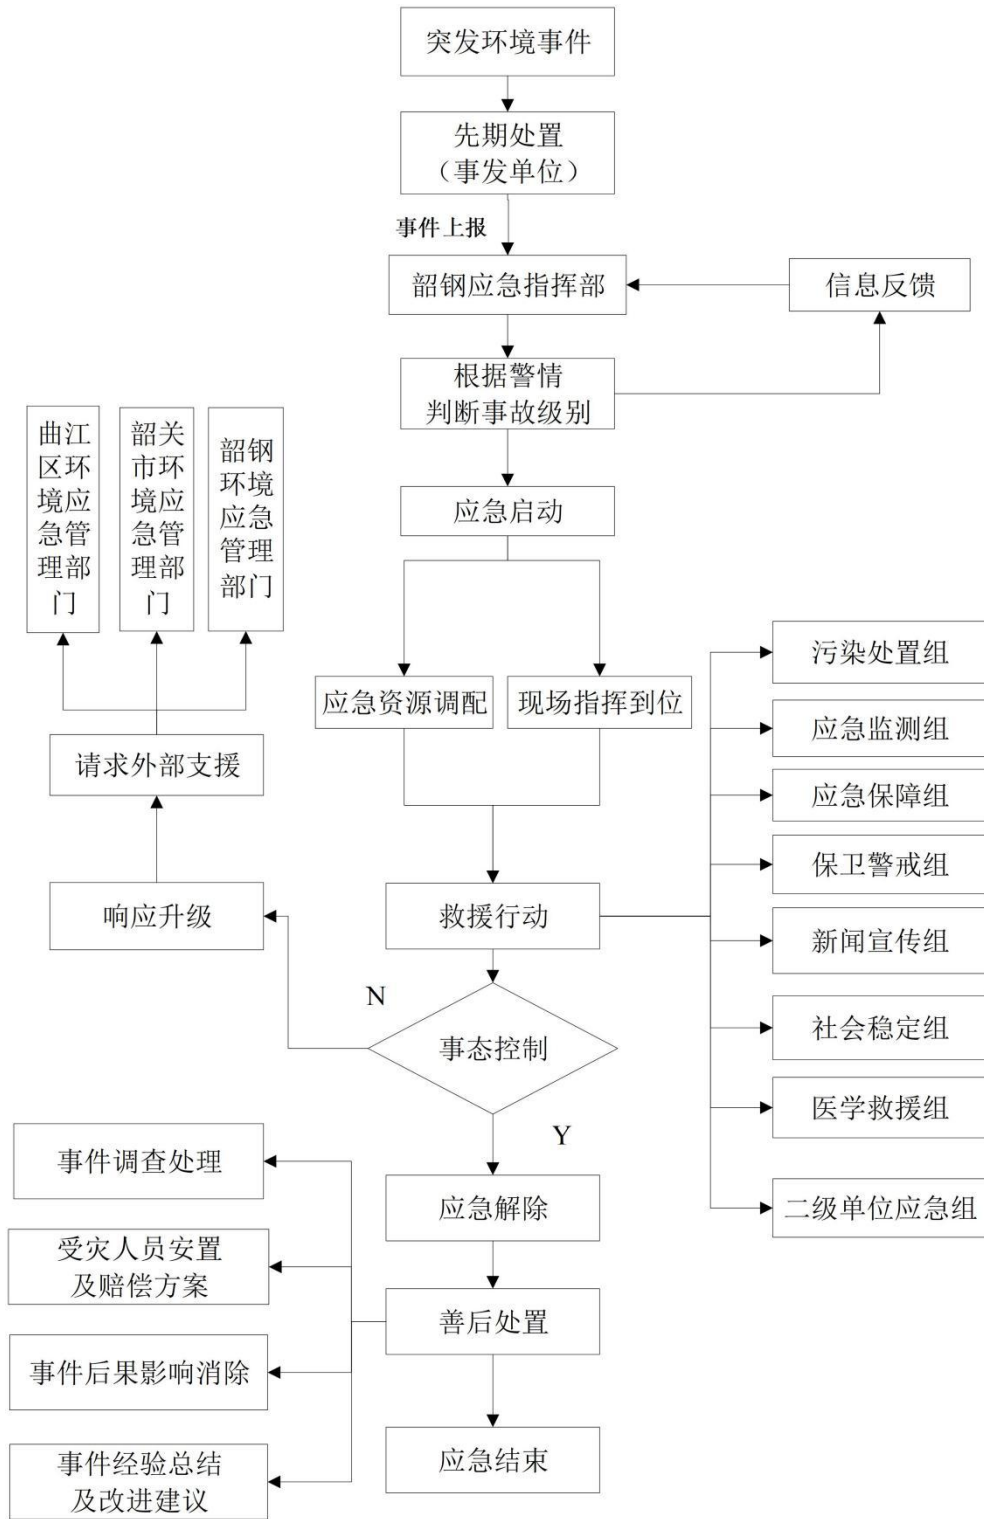 突发环境事件
先期处置
（事发单位）
事件上报
韶钢应急指挥部
信息反馈
根据警情
判断事故级别
应急启动
曲江
区环
境应
急管
理部
门
韶关
市环
境应
急管
理部
门
韶钢
环境
应急
管理
部门
应急资源调配
现场指挥到位
请求外部支援
响应升级
救援行动
污染处置组
应急监测组
应急保障组
保卫警戒组
新闻宣传组
社会稳定组
医学救援组
二级单位应急组
N
事态控制
Y
应急解除
善后处置
应急结束
事件调查处理
受灾人员安置
及赔偿方案
事件后果影响消除
事件经验总结
及改进建议